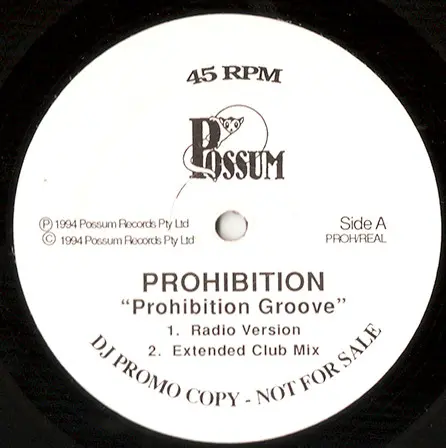 45 RPM
POSSUM
Ⓟ 1994 Possum Records Pty Ltd
© 1994 Possum Records Pty Ltd
Side A
PROH/REAL
PROHIBITION
“Prohibition Groove”
1. Radio Version
2. Extended Club Mix
DJ PROMO COPY - NOT FOR SALE